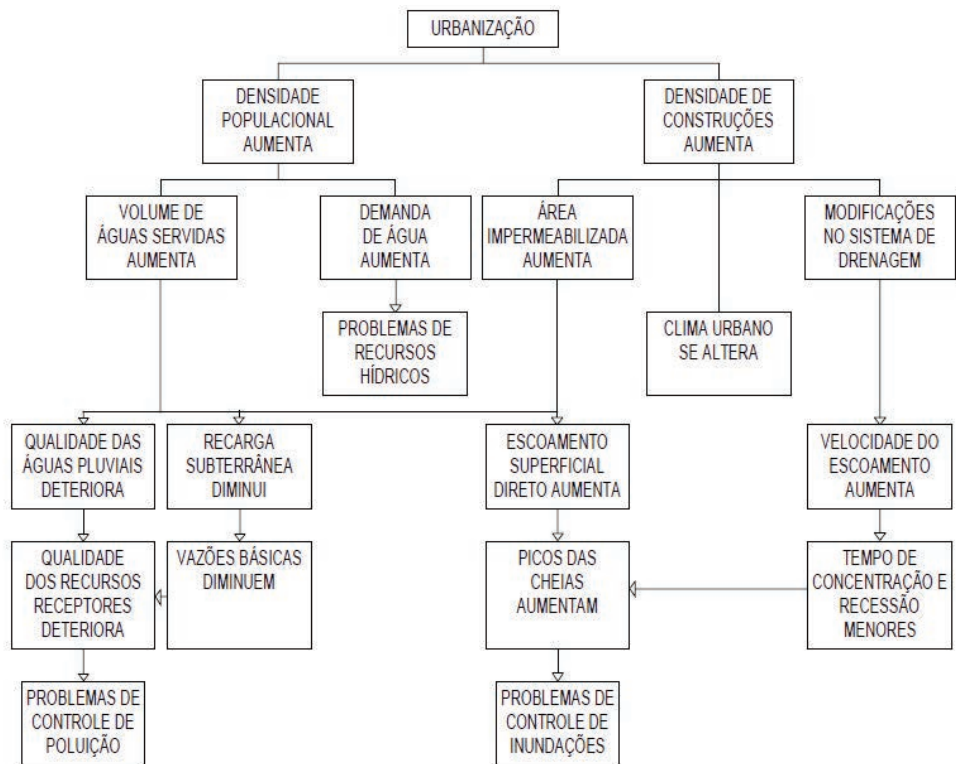 URBANIZAÇÃO
DENSIDADE
POPULACIONAL
AUMENTA
DENSIDADE DE
CONSTRUÇÕES
AUMENTA
VOLUME DE
ÁGUAS SERVIDAS
AUMENTA
DEMANDA
DE ÁGUA
AUMENTA
ÁREA
IMPERMEABILIZADA
AUMENTA
MODIFICAÇÕES
NO SISTEMA DE
DRENAGEM
PROBLEMAS DE
RECURSOS
HÍDRICOS
CLIMA URBANO
SE ALTERA
QUALIDADE DAS
ÁGUAS PLUVIAIS
DETERIORA
RECARGA
SUBTERRÂNEA
DIMINUI
ESCOAMENTO
SUPERFICIAL
DIRETO AUMENTA
VELOCIDADE DO
ESCOAMENTO
AUMENTA
QUALIDADE
DOS RECURSOS
RECEPTORES
DETERIORA
VAZÕES BÁSICAS
DIMINUEM
PICOS DAS
CHEIAS
AUMENTAM
TEMPO DE
CONCENTRAÇÃO E
RECESSÃO
MENORES
PROBLEMAS DE
CONTROLE DE
POLUIÇÃO
PROBLEMAS DE
CONTROLE DE
INUNDAÇÕES